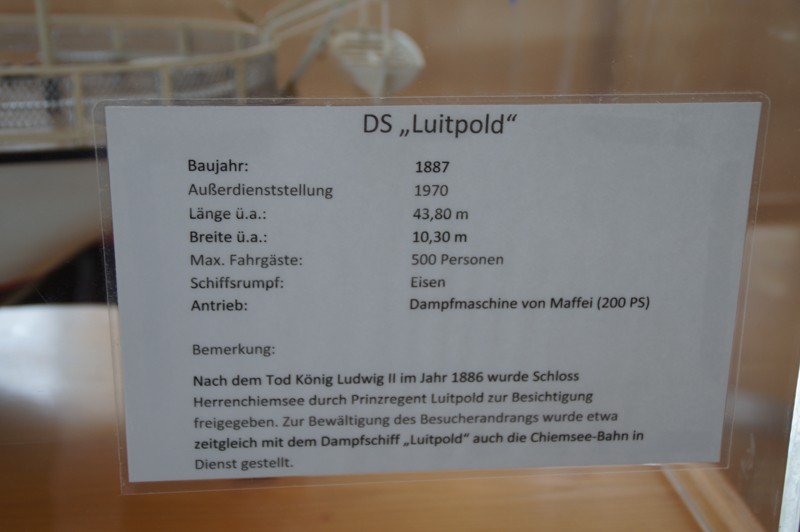 DS „Luitpold“
Baujahr: 1887
Außerdienststellung 1970
Länge ü.a.: 43,80 m
Breite ü.a.: 10,30 m
Max. Fahrgäste: 500 Personen
Schiffsrumpf: Eisen
Antrieb: Dampfmaschine von Maffei (200 PS)
Bemerkung:
Nach dem Tod König Ludwig II im Jahr 1886 wurde Schloss
Herrenchiemsee durch Prinzregent Luitpold zur Besichtigung
freigegeben. Zur Bewältigung des Besucherandrangs wurde etwa
zeitgleich mit dem Dampfschiff „Luitpold“ auch die Chiemsee-Bahn in
Dienst gestellt.